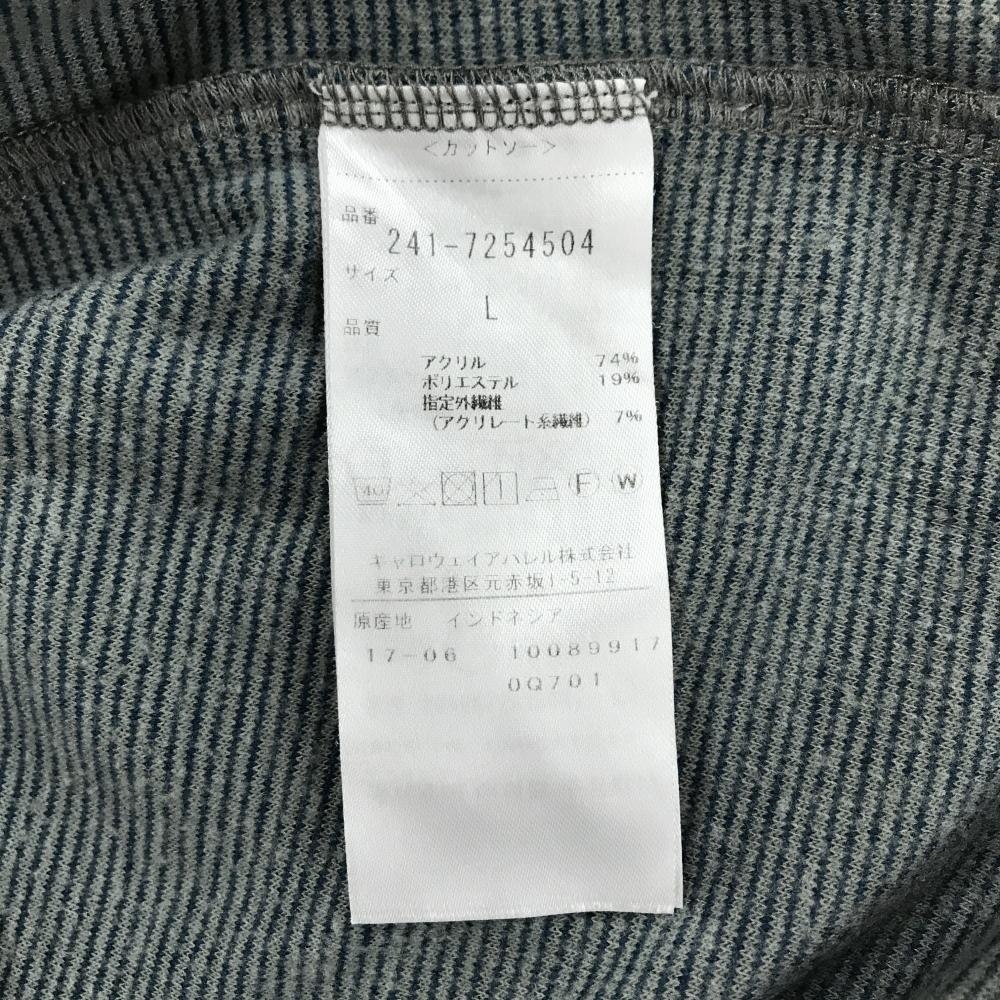 <カットソー>
品番
241-7254504
サイズ
L
品質
アクリル 74%
ポリエステル 19%
指定外繊維
(アクリレート系繊維) 7%
40 F W
キャロウェイアパレル株式会社
東京都港区元赤坂1-5-12
原産地 インドネシア
17-06 10089917
0Q701